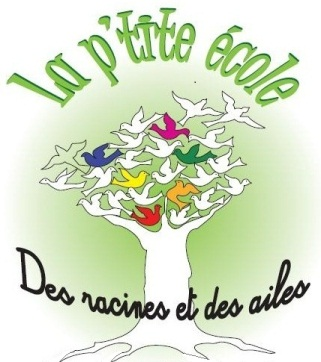 La p'tite école
Des racines et des ailes